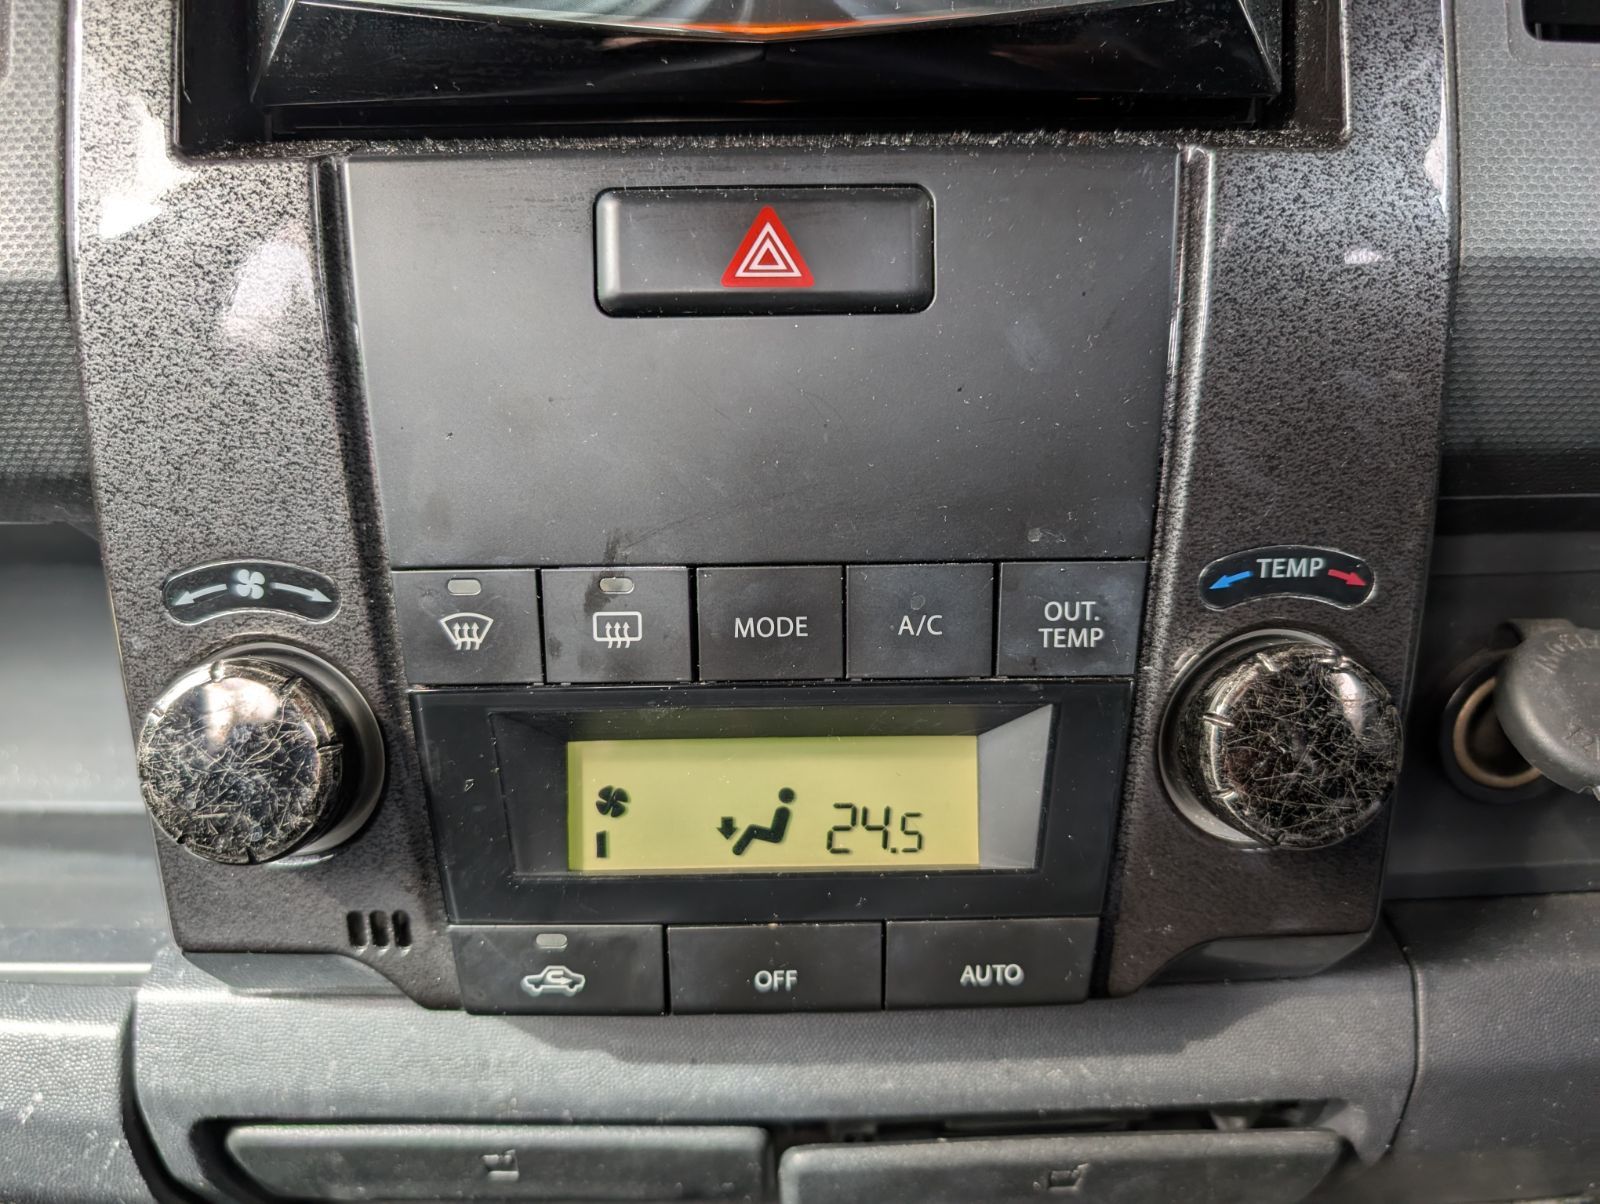 TEMP
MODE
A/C
OUT.
TEMP
24.5
OFF
AUTO